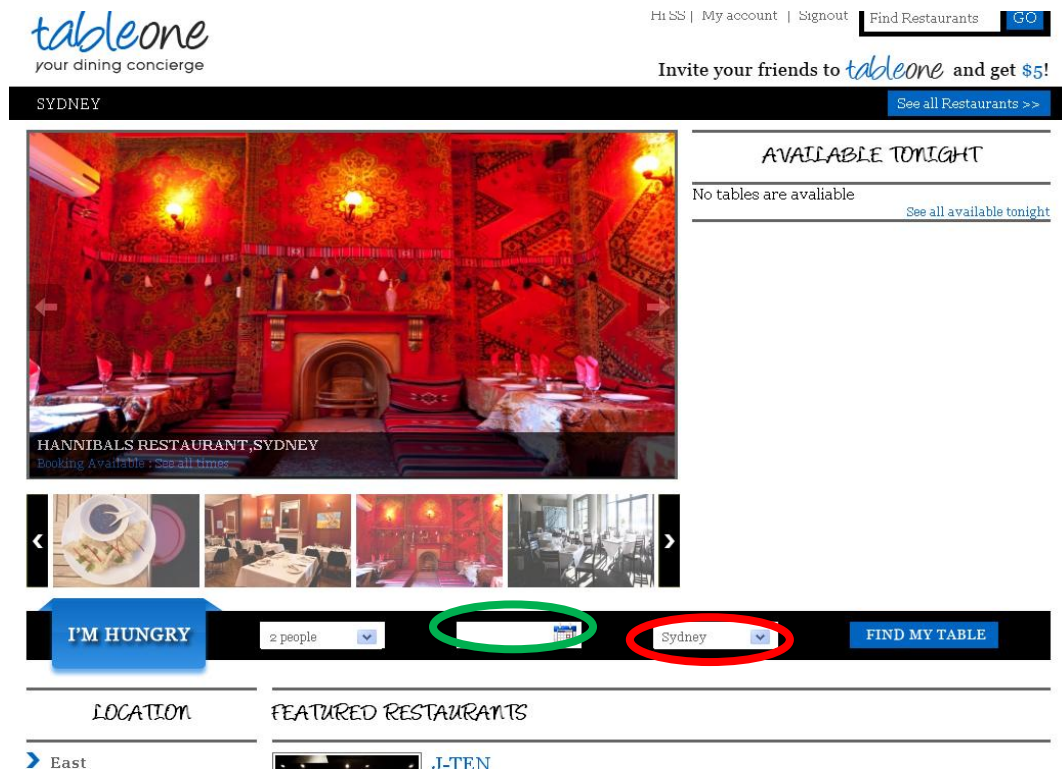 tableone
your dining concierge
Hi SS | My account | Signout
Find Restaurants
GO
Invite your friends to tableone and get $5!
SYDNEY
See all Restaurants >>
AVAILABLE TONIGHT
No tables are avaliable
See all available tonight
HANNIBALS RESTAURANT,SYDNEY
Booking Available : See all times
I'M HUNGRY
2 people
Sydney
FIND MY TABLE
LOCATION
FEATURED RESTAURANTS
East
J-TEN